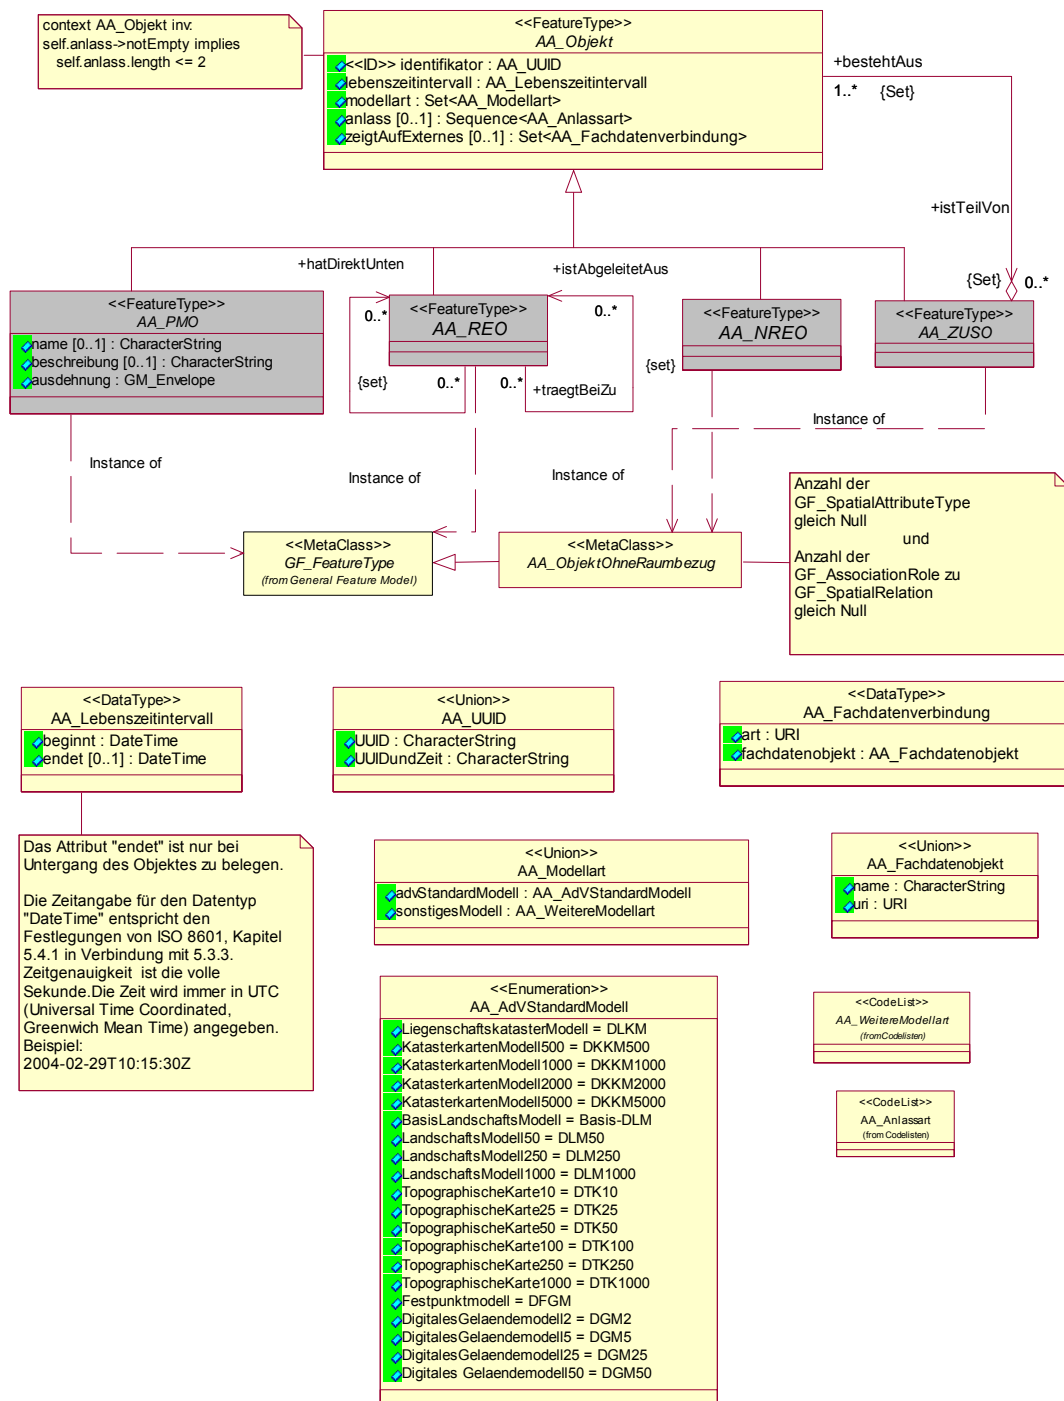 context AA_Objekt inv:
self.anlass->notEmpty implies
self.anlass.length <= 2
<<FeatureType>>
AA_Objekt
<<ID>> identifikator : AA_UUID
lebenszeitintervall : AA_Lebenszeitintervall
modellart : Set<AA_Modellart>
anlass [0..1] : Sequence<AA_Anlassart>
zeigtAufExternes [0..1] : Set<AA_Fachdatenverbindung>
+bestehtAus
1..* {Set}
+istTeilVon
{Set} 0..*
+hatDirektUnten
+istAbgeleitetAus
<<FeatureType>>
AA_PMO
name [0..1] : CharacterString
beschreibung [0..1] : CharacterString
ausdehnung : GM_Envelope
0..*
<<FeatureType>>
AA_REO
0..*
{set}
0..*
0..*
+traegtBeiZu
<<FeatureType>>
AA_NREO
{set}
<<FeatureType>>
AA_ZUSO
Instance of
Instance of
Instance of
Instance of
<<MetaClass>>
GF_FeatureType
(from General Feature Model)
<<MetaClass>>
AA_ObjektOhneRaumbezug
Anzahl der
GF_SpatialAttributeType
gleich Null
und
Anzahl der
GF_AssociationRole zu
GF_SpatialRelation
gleich Null
<<DataType>>
AA_Lebenszeitintervall
beginnt : DateTime
endet [0..1] : DateTime
<<Union>>
AA_UUID
UUID : CharacterString
UUIDundZeit : CharacterString
<<DataType>>
AA_Fachdatenverbindung
art : URI
fachdatenobjekt : AA_Fachdatenobjekt
Das Attribut "endet" ist nur bei
Untergang des Objektes zu belegen.
Die Zeitangabe für den Datentyp
"DateTime" entspricht den
Festlegungen von ISO 8601, Kapitel
5.4.1 in Verbindung mit 5.3.3.
Zeitgenauigkeit ist die volle
Sekunde.Die Zeit wird immer in UTC
(Universal Time Coordinated,
Greenwich Mean Time) angegeben.
Beispiel:
2004-02-29T10:15:30Z
<<Union>>
AA_Modellart
advStandardModell : AA_AdVStandardModell
sonstigesModell : AA_WeitereModellart
<<Union>>
AA_Fachdatenobjekt
name : CharacterString
uri : URI
<<Enumeration>>
AA_AdVStandardModell
LiegenschaftskatasterModell = DLKM
KatasterkartenModell500 = DKKM500
KatasterkartenModell1000 = DKKM1000
KatasterkartenModell2000 = DKKM2000
KatasterkartenModell5000 = DKKM5000
BasisLandschaftsModell = Basis-DLM
LandschaftsModell50 = DLM50
LandschaftsModell250 = DLM250
LandschaftsModell1000 = DLM1000
TopographischeKarte10 = DTK10
TopographischeKarte25 = DTK25
TopographischeKarte50 = DTK50
TopographischeKarte100 = DTK100
TopographischeKarte250 = DTK250
TopographischeKarte1000 = DTK1000
Festpunktmodell = DFGM
DigitalesGelaendemodell2 = DGM2
DigitalesGelaendemodell5 = DGM5
DigitalesGelaendemodell25 = DGM25
Digitales Gelaendemodell50 = DGM50
<<CodeList>>
AA_WeitereModellart
(fromCodelisten)
<<CodeList>>
AA_Anlassart
(from Codelisten)